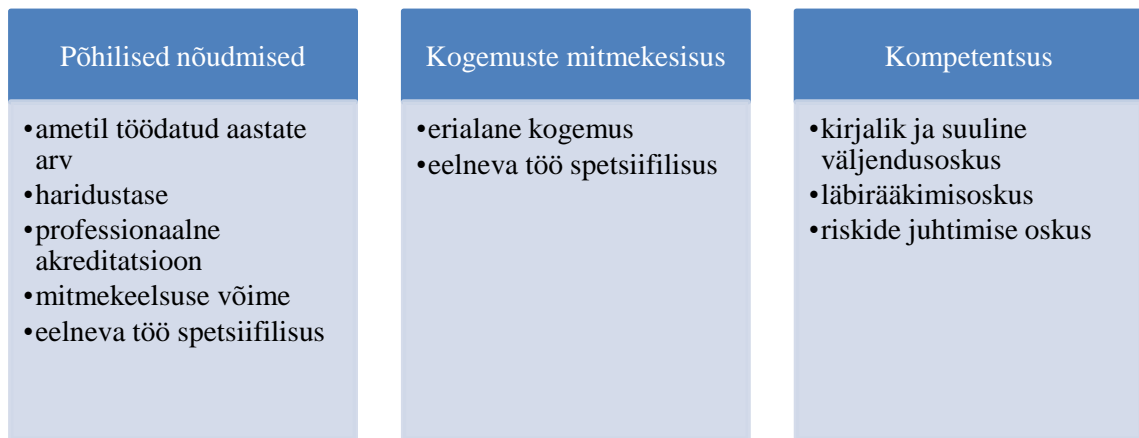 Põhilised nõudmised
•ametil töödatud aastate
arv
•haridustase
•professionaalne
akreditatsioon
•mitmekeelsuse võime
•eelneva töö spetsiifilisus
Kogemuste mitmekesisus
•erialane kogemus
•eelneva töö spetsiifilisus
Kompetentsus
•kirjalik ja suuline
väljendusoskus
•läbirääkimisoskus
•riskide juhtimise oskus